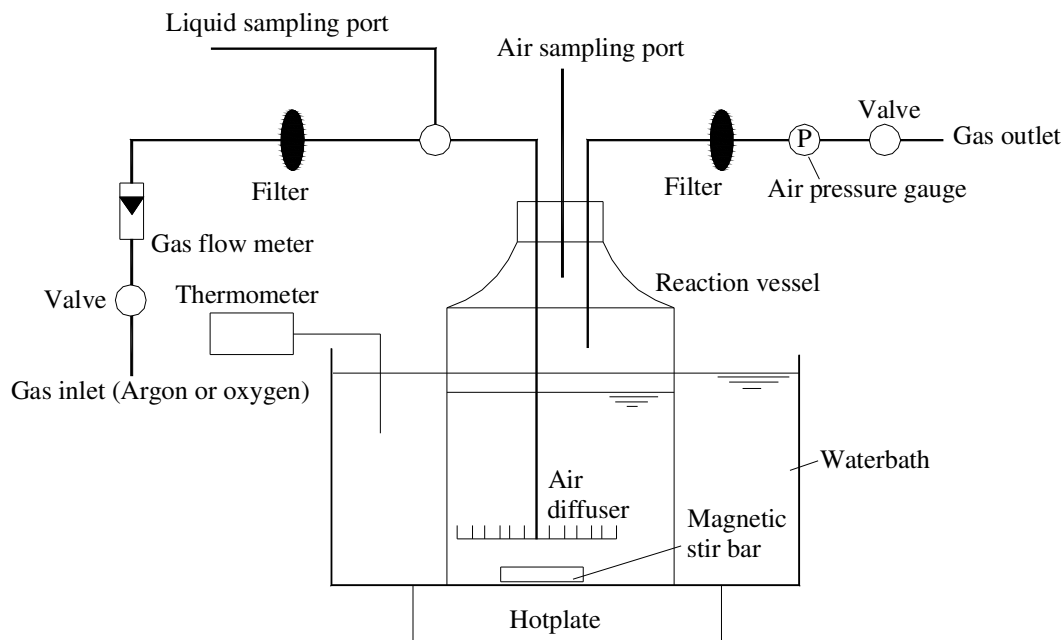 Liquid sampling port
Air sampling port
Valve
Gas outlet
P
Filter
Filter
Air pressure gauge
Gas flow meter
Reaction vessel
Valve
Thermometer
Gas inlet (Argon or oxygen)
Waterbath
Air
diffuser
Magnetic
stir bar
Hotplate